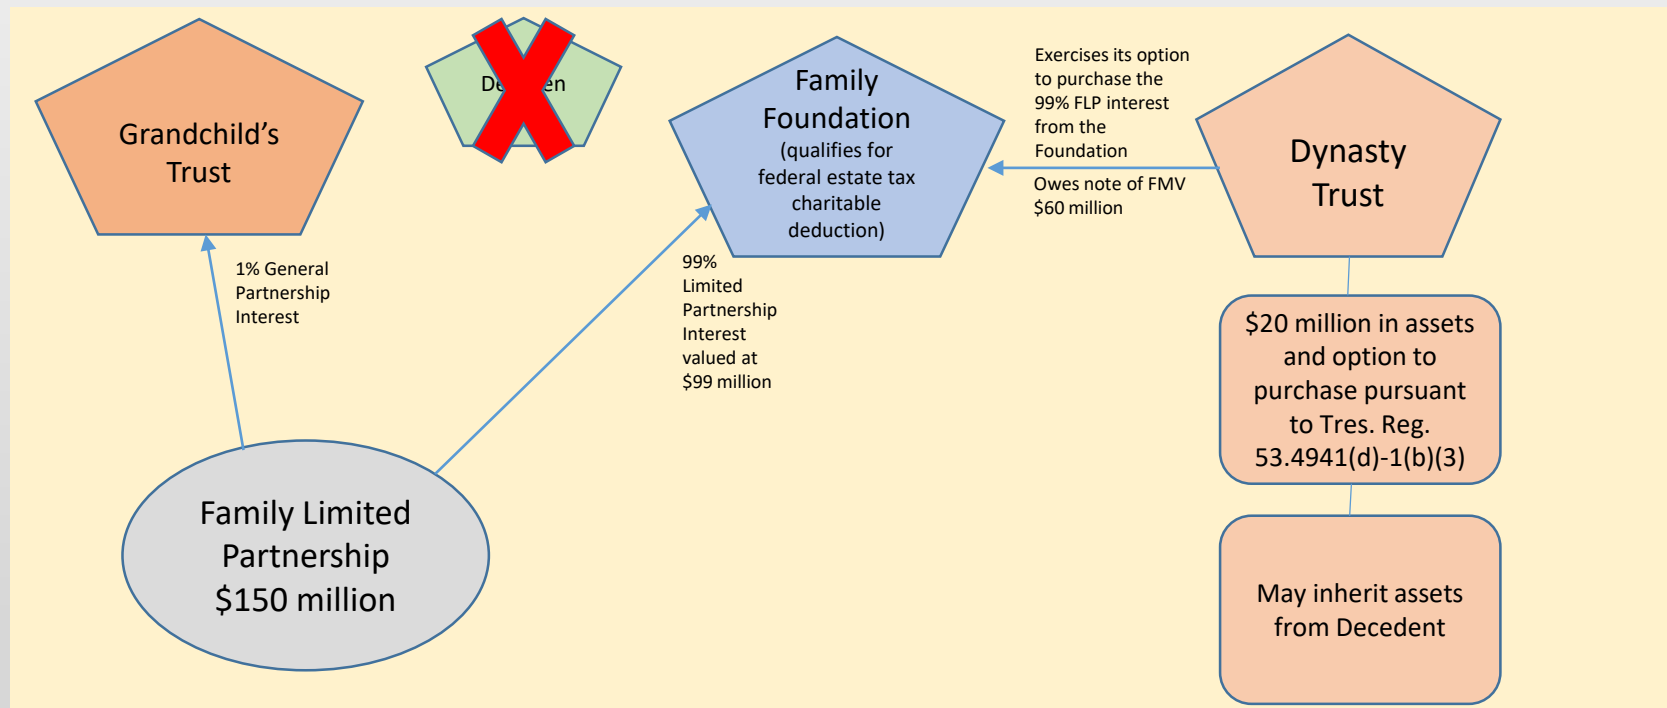 Grandchild's
Trust
Family
Foundation
(qualifies for
federal estate tax
charitable
deduction)
Exercises its option
to purchase the
99% FLP interest
from the
Foundation
Owes note of FMV
$60 million
Dynasty
Trust
1% General
Partnership
Interest
99%
Limited
Partnership
Interest
valued at
$99 million
$20 million in assets
and option to
purchase pursuant
to Tres. Reg.
53.4941(d)-1(b)(3)
Family Limited
Partnership
$150 million
May inherit assets
from Decedent